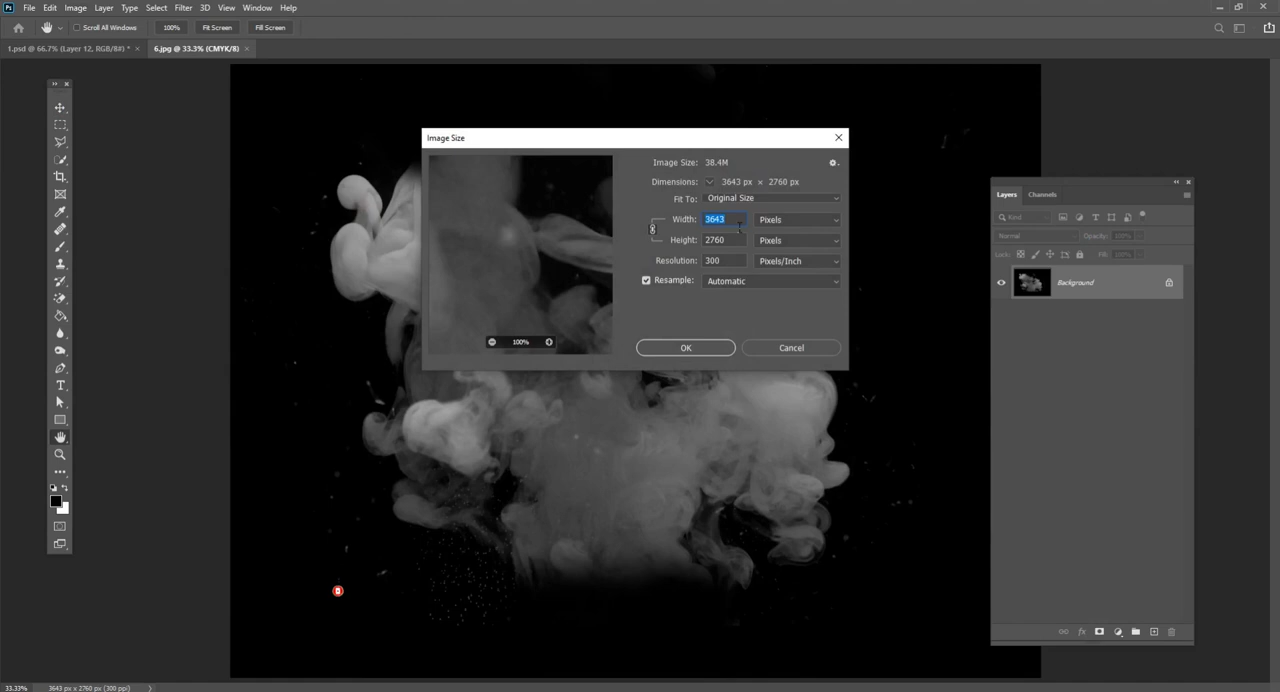 Ps File Edit Image Layer Type Select Filter 3D View Window Help
Scroll All Windows 100% Fit Screen Fill Screen
1.psd @ 66.7% (Layer 12, RGB/8#) * × 6.jpg @ 33.3% (CMYK/8) ×
Image Size
Image Size: 38.4M
Dimensions: 3643 px × 2760 px
Fit To: Original Size
Width: 3643 Pixels
Height: 2760 Pixels
Resolution: 300 Pixels/Inch
Resample: Automatic
100%
OK Cancel
Layers Channels
Kind
Normal Opacity: 100%
Lock: Fill: 100%
Background
33.33% 3643 px x 2760 px (300 ppi)